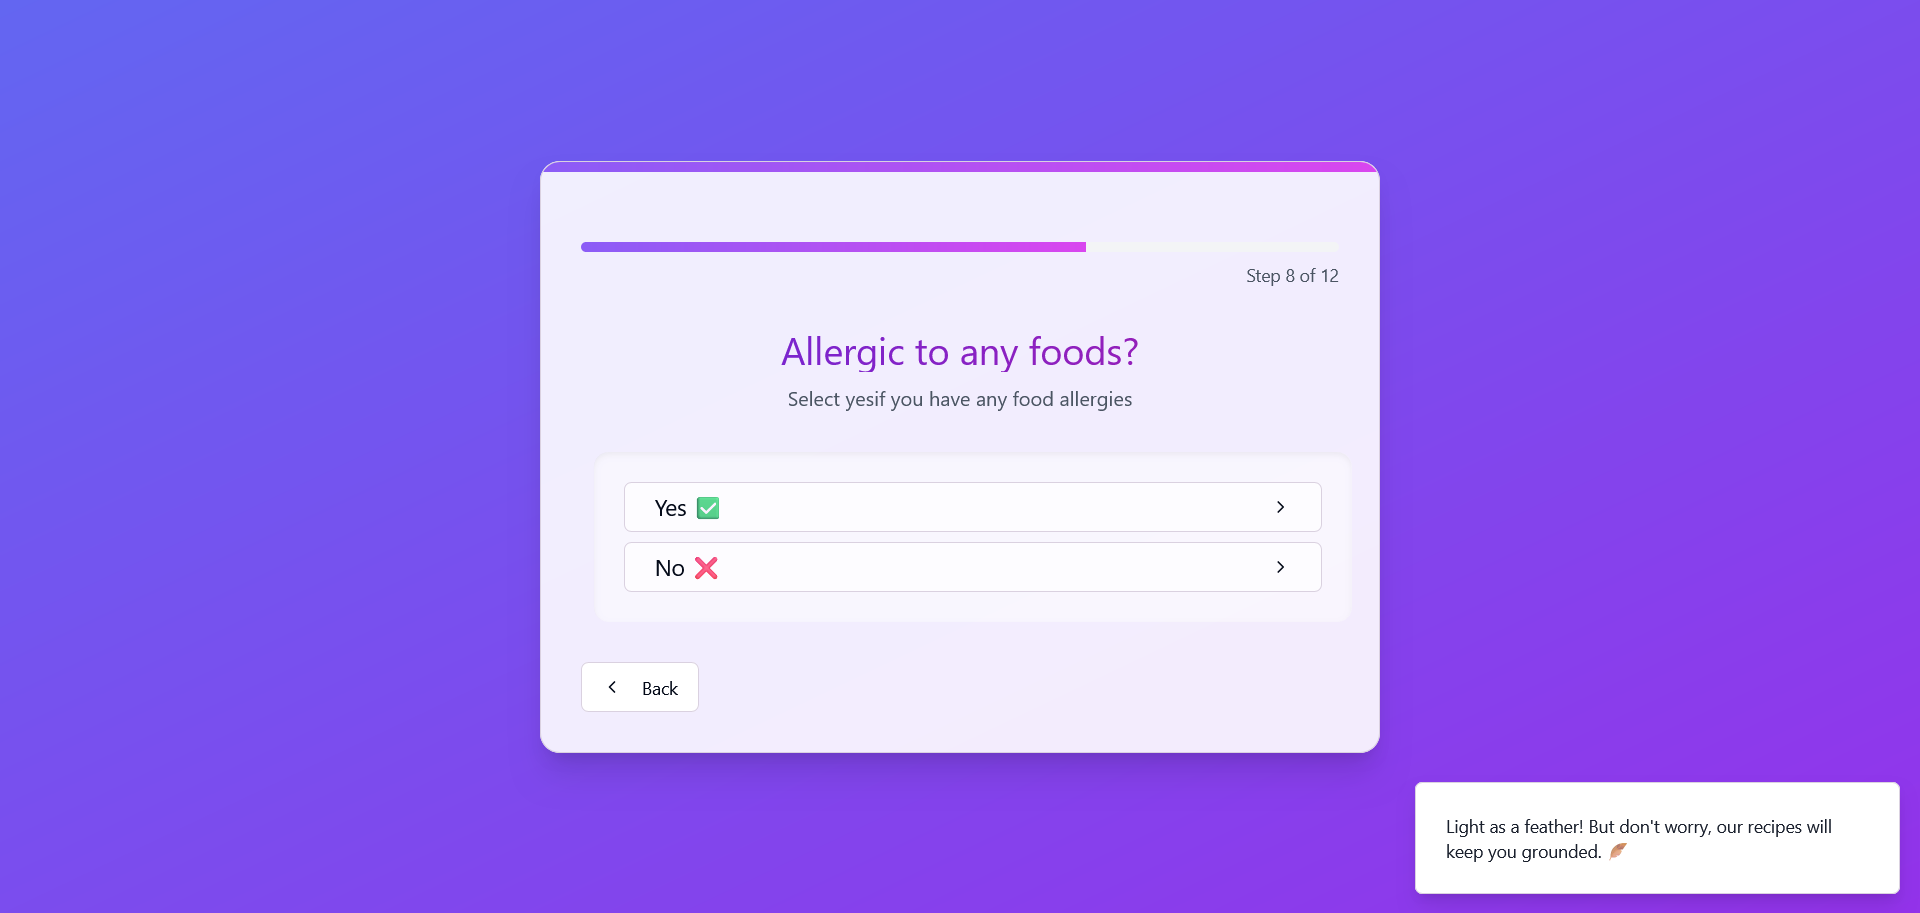 Step 8 of 12
Allergic to any foods?
Select yesif you have any food allergies
Yes ✅
No ❌
Back
Light as a feather! But don't worry, our recipes will
keep you grounded. 🪶